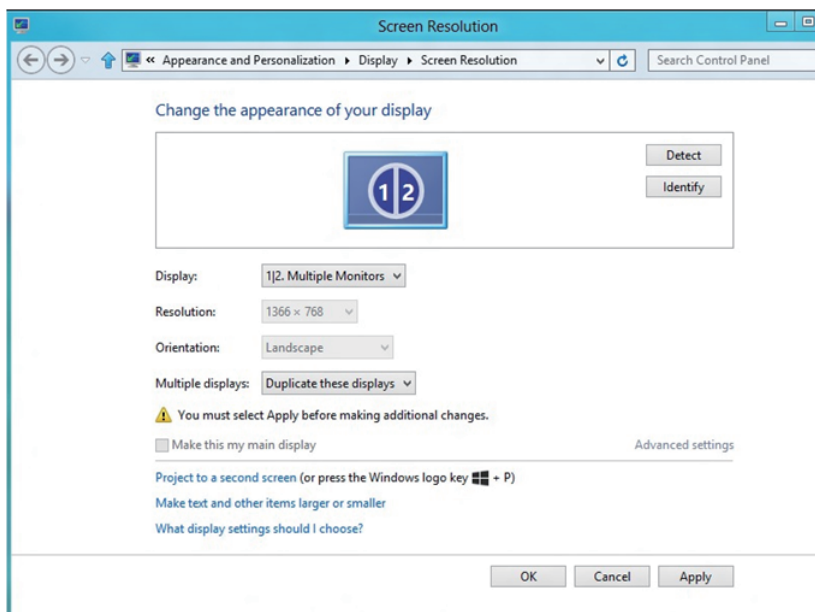 Screen Resolution
« Appearance and Personalization ▸ Display ▸ Screen Resolution
Search Control Panel
Change the appearance of your display
1|2
Detect
Identify
Display: 1|2. Multiple Monitors
Resolution: 1366 × 768
Orientation: Landscape
Multiple displays: Duplicate these displays
You must select Apply before making additional changes.
Make this my main display
Advanced settings
Project to a second screen (or press the Windows logo key + P)
Make text and other items larger or smaller
What display settings should I choose?
OK Cancel Apply